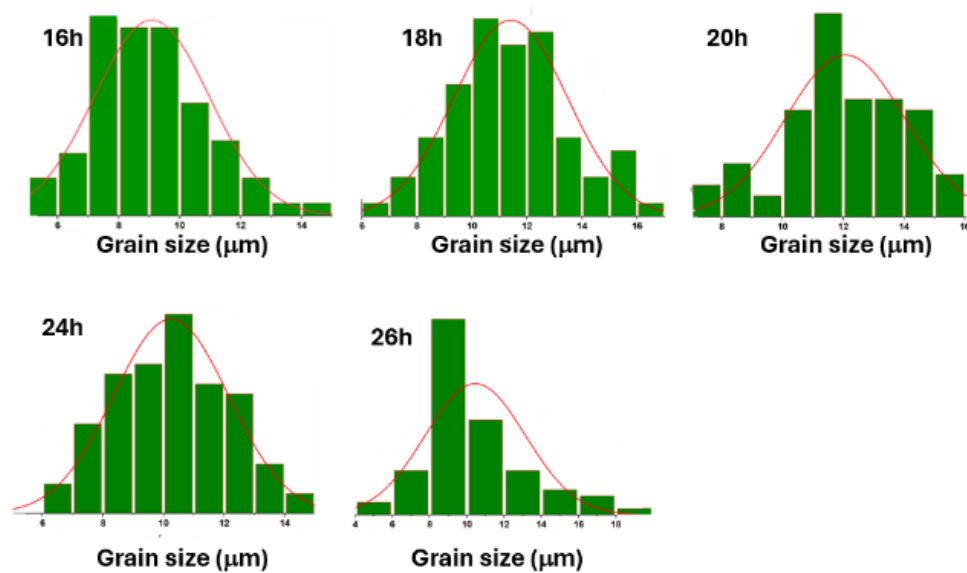 16h
6 8 10 12 14
Grain size (μm)
18h
6 8 10 12 14 16
Grain size (μm)
20h
8 10 12 14 16
Grain size (μm)
24h
6 8 10 12 14
Grain size (μm)
26h
4 6 8 10 12 14 16 18
Grain size (μm)